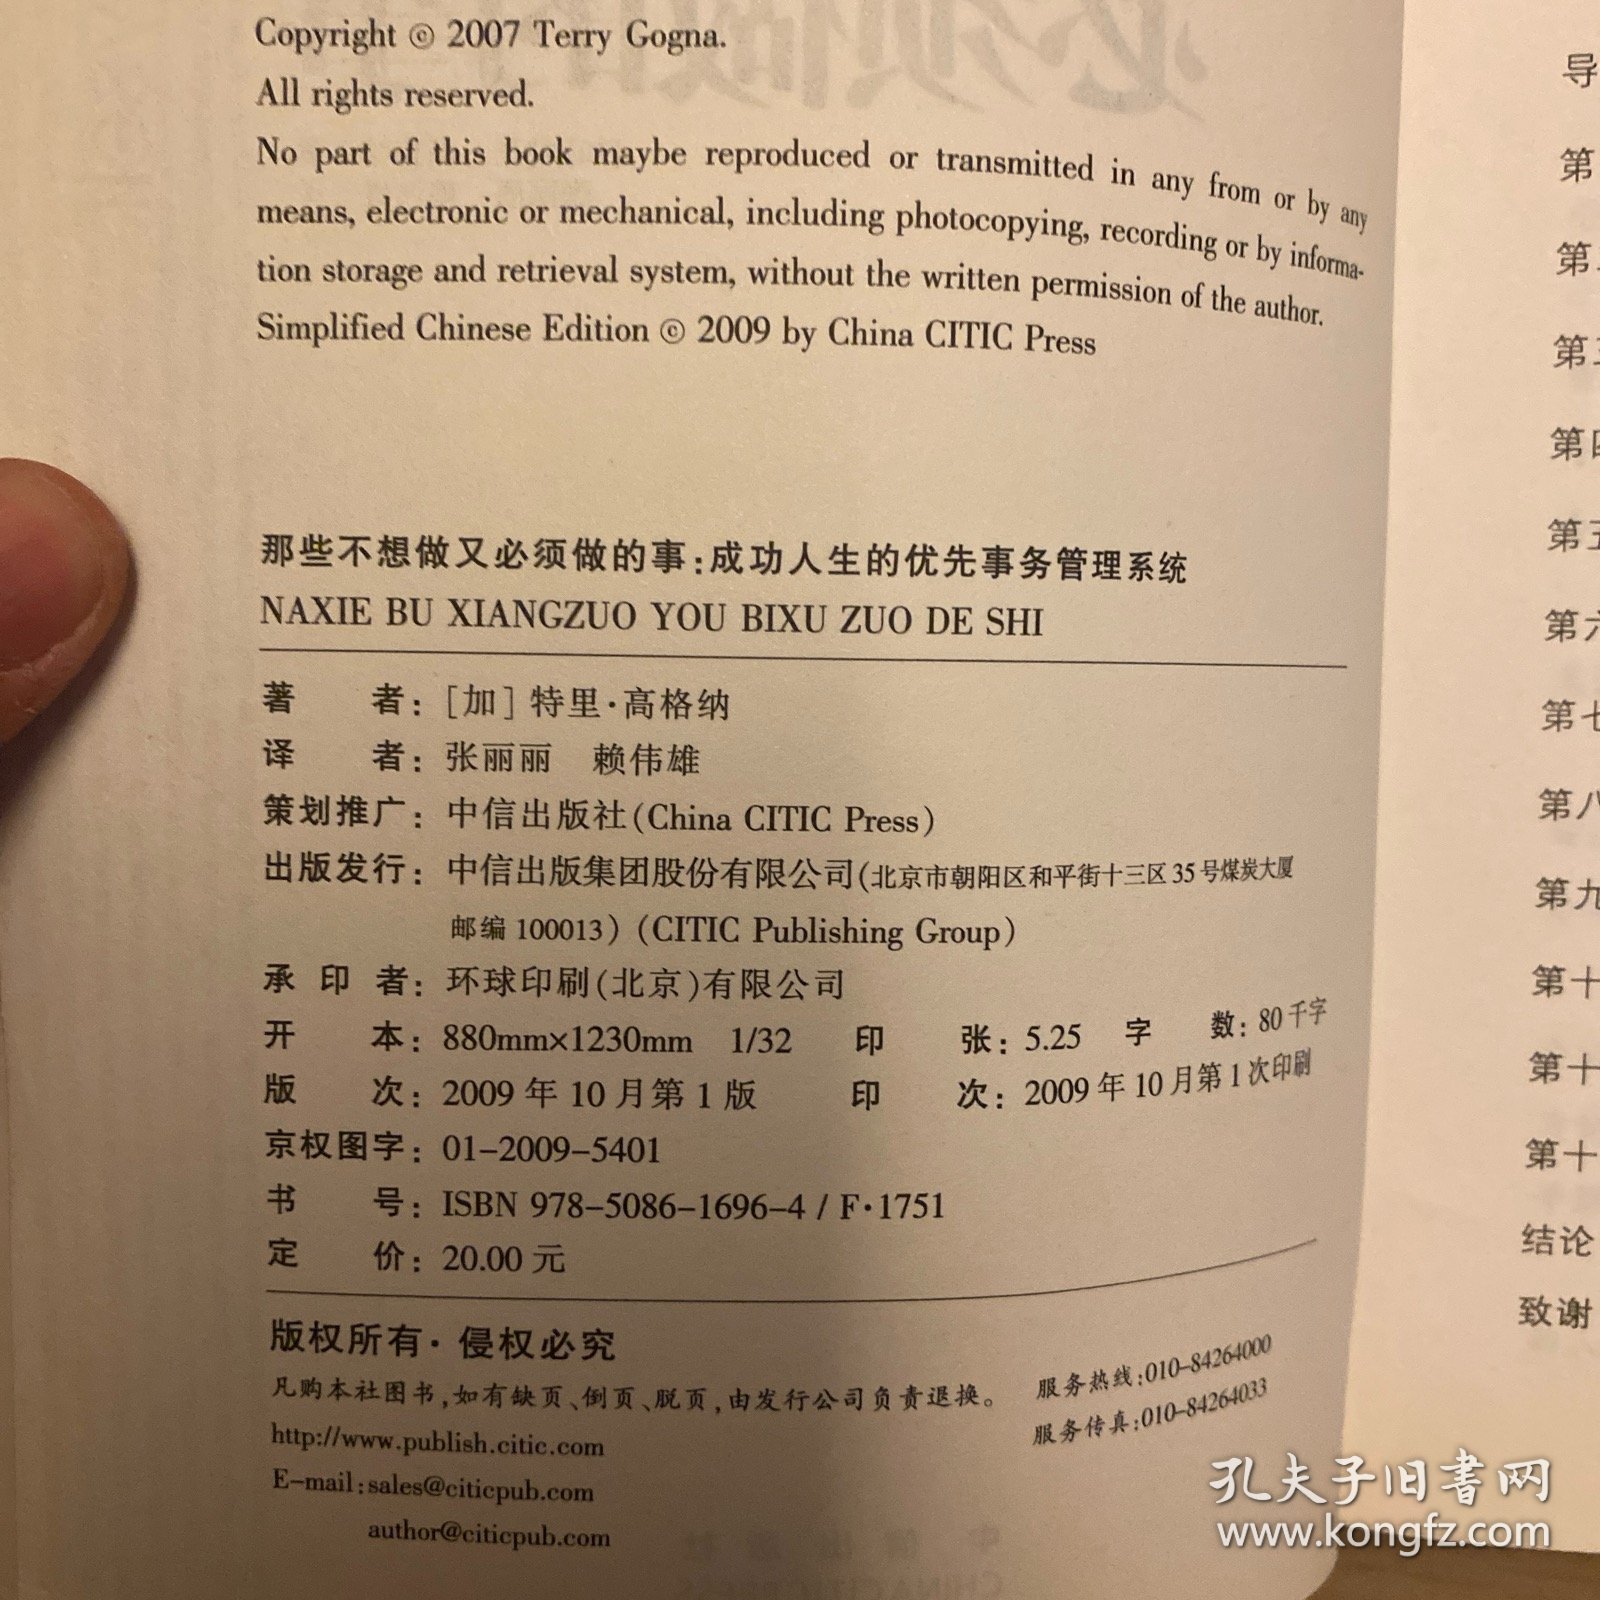 Copyright © 2007 Terry Gogna.
All rights reserved.
No part of this book maybe reproduced or transmitted in any from or by any
means, electronic or mechanical, including photocopying, recording or by informa-
tion storage and retrieval system, without the written permission of the author.
Simplified Chinese Edition © 2009 by China CITIC Press
那些不想做又必须做的事:成功人生的优先事务管理系统
NAXIE BU XIANGZUO YOU BIXU ZUO DE SHI
著 者: [加] 特里·高格纳
译 者: 张丽丽 赖伟雄
策划推广: 中信出版社(China CITIC Press)
出版发行: 中信出版集团股份有限公司(北京市朝阳区和平街十三区35号煤炭大厦
邮编 100013) (CITIC Publishing Group)
承 印 者: 环球印刷(北京)有限公司
开 本: 880mm×1230mm 1/32 印 张: 5.25 字 数: 80千字
版 次: 2009年10月第1版 印 次: 2009年10月第1次印刷
京权图字: 01-2009-5401
书 号: ISBN 978-5086-1696-4 / F·1751
定 价: 20.00 元
版权所有·侵权必究
凡购本社图书,如有缺页、倒页、脱页,由发行公司负责退换。 服务热线:010-84264000
http://www.publish.citic.com 服务传真:010-84264033
E-mail:sales@citicpub.com
author@citicpub.com
导
第
第
第三
第四
第五
第六
第七
第八
第九
第十
第十
第十
结论
致谢
孔夫子旧书网
www.kongfz.com